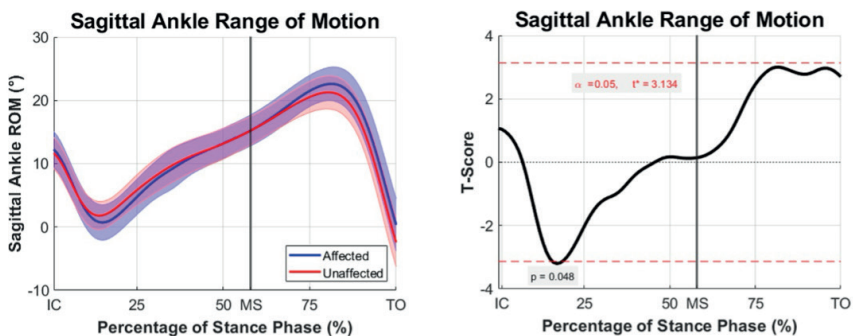 Sagittal Ankle Range of Motion
30
20
10
0
-10
Sagittal Ankle ROM (°)
Affected
Unaffected
IC 25 50 MS 75 TO
Percentage of Stance Phase (%)
Sagittal Ankle Range of Motion
4
2
0
-2
-4
T-Score
α =0.05, t* = 3.134
p = 0.048
IC 25 50 MS 75 TO
Percentage of Stance Phase (%)